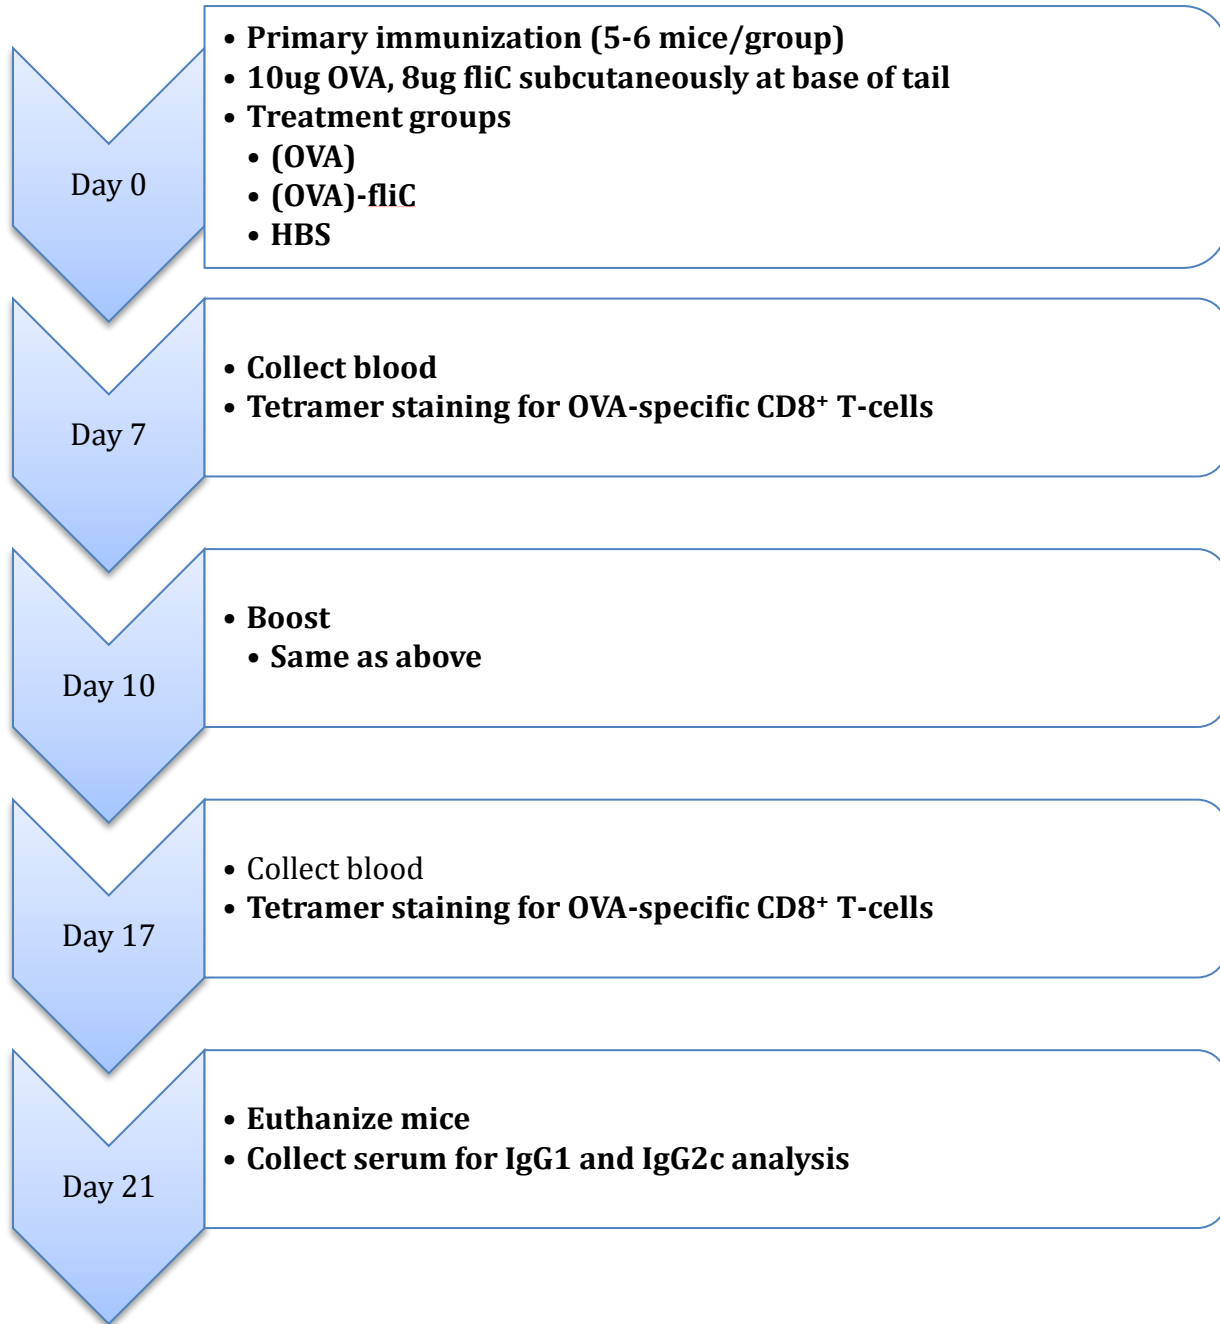 Day 0
• Primary immunization (5-6 mice/group)
• 10ug OVA, 8ug fliC subcutaneously at base of tail
• Treatment groups
• (OVA)
• (OVA)-fliC
• HBS
Day 7
• Collect blood
• Tetramer staining for OVA-specific CD8⁺ T-cells
Day 10
• Boost
• Same as above
Day 17
• Collect blood
• Tetramer staining for OVA-specific CD8⁺ T-cells
Day 21
• Euthanize mice
• Collect serum for IgG1 and IgG2c analysis